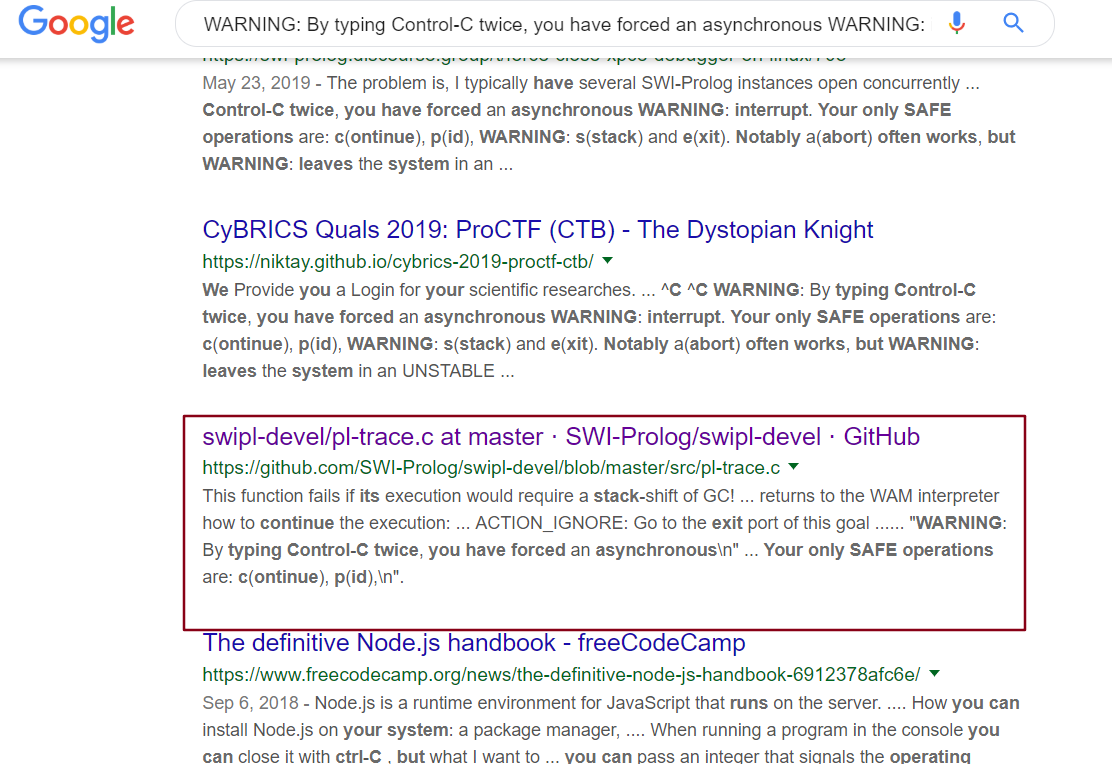 Google
WARNING: By typing Control-C twice, you have forced an asynchronous WARNING:
May 23, 2019 - The problem is, I typically have several SWI-Prolog instances open concurrently ...
Control-C twice, you have forced an asynchronous WARNING: interrupt. Your only SAFE
operations are: c(ontinue), p(id), WARNING: s(stack) and e(xit). Notably a(abort) often works, but
WARNING: leaves the system in an ...
CyBRICS Quals 2019: ProCTF (CTB) - The Dystopian Knight
https://niktay.github.io/cybrics-2019-proctf-ctb/
We Provide you a Login for your scientific researches. ... ^C ^C WARNING: By typing Control-C
twice, you have forced an asynchronous WARNING: interrupt. Your only SAFE operations are:
c(ontinue), p(id), WARNING: s(stack) and e(xit). Notably a(abort) often works, but WARNING:
leaves the system in an UNSTABLE ...
swipl-devel/pl-trace.c at master · SWI-Prolog/swipl-devel · GitHub
https://github.com/SWI-Prolog/swipl-devel/blob/master/src/pl-trace.c
This function fails if its execution would require a stack-shift of GC! ... returns to the WAM interpreter
how to continue the execution: ... ACTION_IGNORE: Go to the exit port of this goal ...... "WARNING:
By typing Control-C twice, you have forced an asynchronous\n" ... Your only SAFE operations
are: c(ontinue), p(id),\n".
The definitive Node.js handbook - freeCodeCamp
https://www.freecodecamp.org/news/the-definitive-node-js-handbook-6912378afc6e/
Sep 6, 2018 - Node.js is a runtime environment for JavaScript that runs on the server. .... How you can
install Node.js on your system: a package manager, .... When running a program in the console you
can close it with ctrl-C , but what I want to ... you can pass an integer that signals the operating